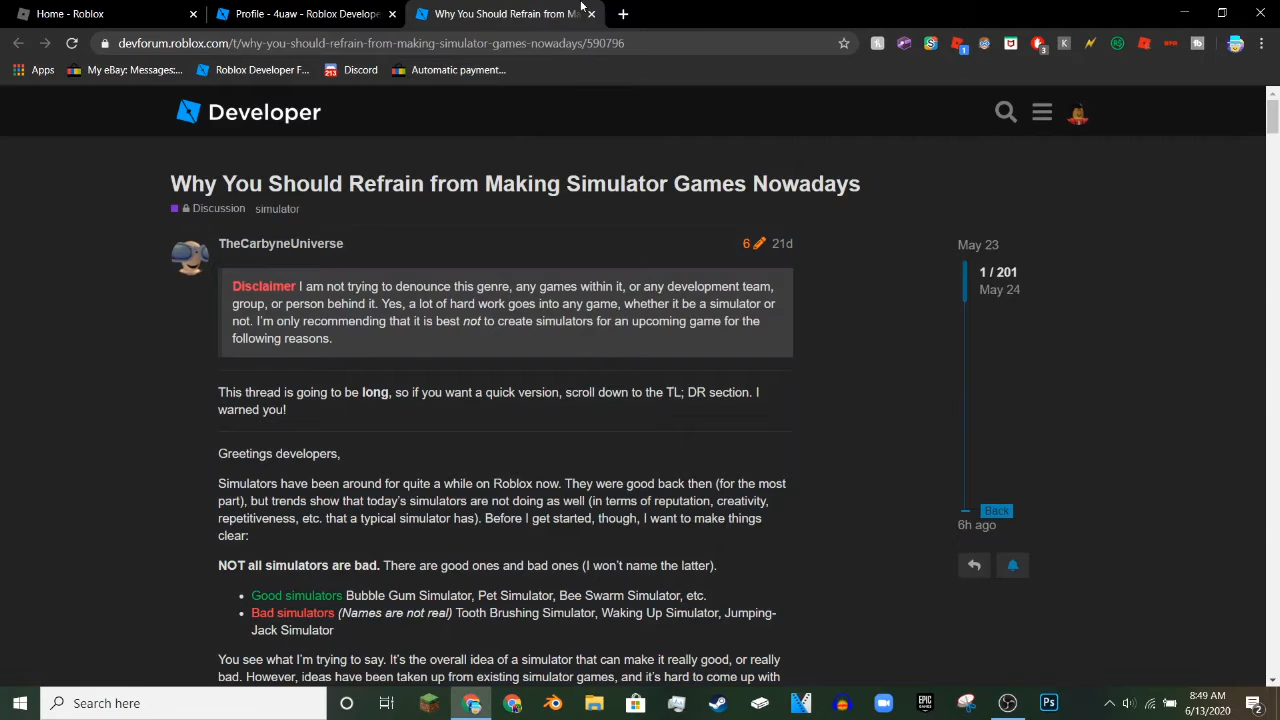 Home - Roblox
Profile - 4uaw - Roblox Develope
Why You Should Refrain from Ma
devforum.roblox.com/t/why-you-should-refrain-from-making-simulator-games-nowadays/590796
Apps
My eBay: Messages:...
Roblox Developer F...
213
Discord
Automatic payment...
1
3
K
R$
BPM
Developer
Why You Should Refrain from Making Simulator Games Nowadays
Discussion simulator
TheCarbyneUniverse
6
21d
May 23
1 / 201
May 24
Disclaimer I am not trying to denounce this genre, any games within it, or any development team,
group, or person behind it. Yes, a lot of hard work goes into any game, whether it be a simulator or
not. I'm only recommending that it is best not to create simulators for an upcoming game for the
following reasons.
This thread is going to be long, so if you want a quick version, scroll down to the TL; DR section. I
warned you!
Greetings developers,
Simulators have been around for quite a while on Roblox now. They were good back then (for the most
part), but trends show that today's simulators are not doing as well (in terms of reputation, creativity,
repetitiveness, etc. that a typical simulator has). Before I get started, though, I want to make things
clear:
Back
6h ago
NOT all simulators are bad. There are good ones and bad ones (I won't name the latter).
• Good simulators Bubble Gum Simulator, Pet Simulator, Bee Swarm Simulator, etc.
• Bad simulators (Names are not real) Tooth Brushing Simulator, Waking Up Simulator, Jumping-
Jack Simulator
You see what I'm trying to say. It's the overall idea of a simulator that can make it really good, or really
bad. However, ideas have been taken up from existing simulator games, and it's hard to come up with
Search here
EPIC GAMES
Ps
8:49 AM
6/13/2020
2